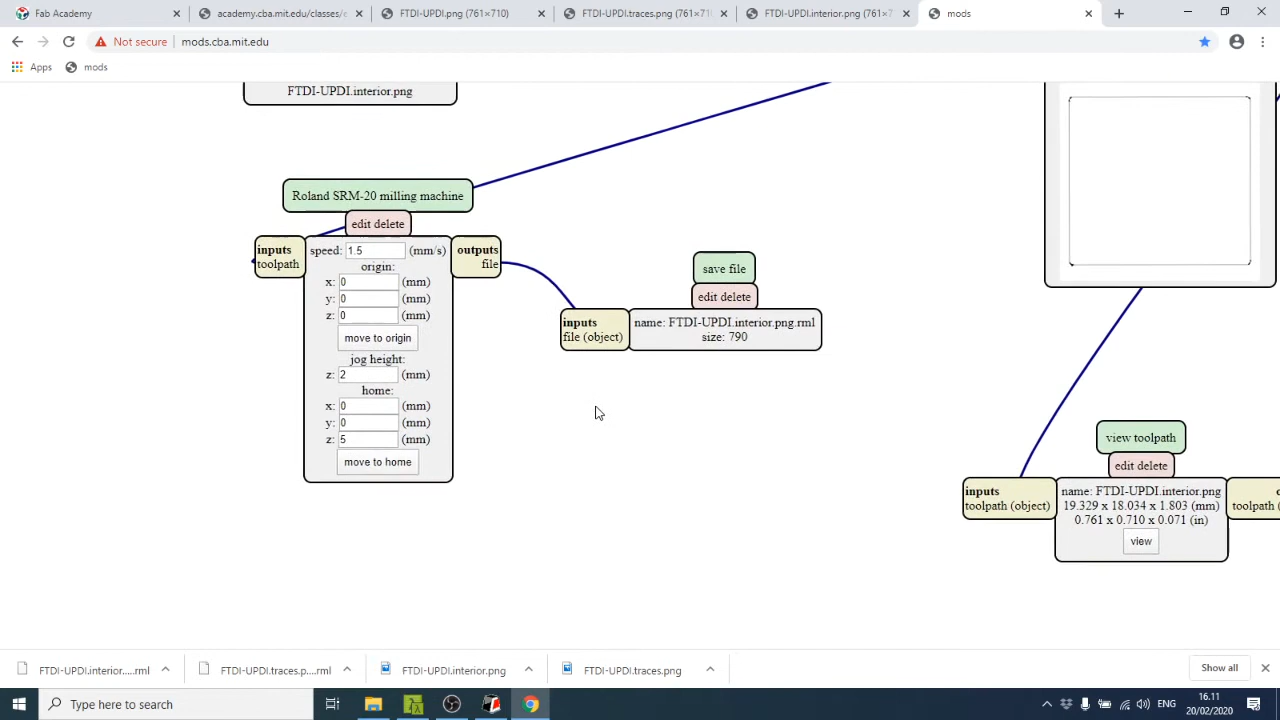 Fab Academy
academy.cba.mit.edu/classes/c
FTDI-UPDI.png (761×710)
FTDI-UPDI.traces.png (761×71
FTDI-UPDI.interior.png (761×7
mods
Not secure
mods.cba.mit.edu
Apps
mods
FTDI-UPDI.interior.png
Roland SRM-20 milling machine
edit delete
inputs
toolpath
speed: 1.5 (mm/s)
origin:
x: 0 (mm)
y: 0 (mm)
z: 0 (mm)
move to origin
jog height:
z: 2 (mm)
home:
x: 0 (mm)
y: 0 (mm)
z: 5 (mm)
move to home
outputs
file
save file
edit delete
inputs
file (object)
name: FTDI-UPDI.interior.png.rml
size: 790
view toolpath
edit delete
inputs
toolpath (object)
name: FTDI-UPDI.interior.png
19.329 x 18.034 x 1.803 (mm)
0.761 x 0.710 x 0.071 (in)
view
toolpath (
FTDI-UPDI.interior.....rml
FTDI-UPDI.traces.p....rml
FTDI-UPDI.interior.png
FTDI-UPDI.traces.png
Show all
Type here to search
ENG
16.11
20/02/2020